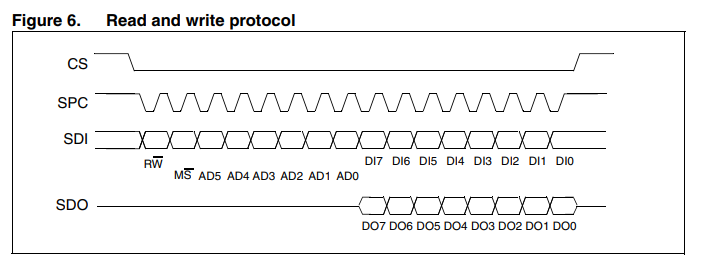 Figure 6. Read and write protocol
CS
SPC
SDI
RW̅ DI7 DI6 DI5 DI4 DI3 DI2 DI1 DI0
MS̅ AD5 AD4 AD3 AD2 AD1 AD0
SDO
DO7 DO6 DO5 DO4 DO3 DO2 DO1 DO0